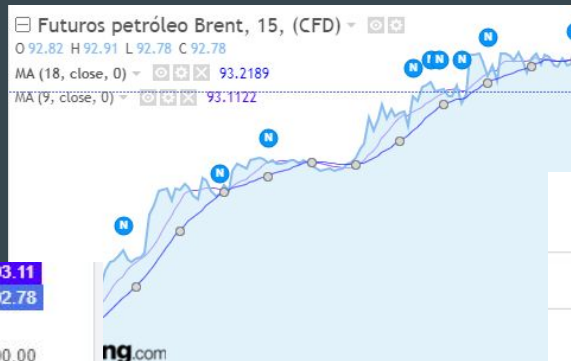 Futuros petróleo Brent, 15, (CFD)
O 92.82 H 92.91 L 92.78 C 92.78
MA (18, close, 0) 93.2189
MA (9, close, 0) 93.1122
N N N N N
N
N
N
3.11
2.78
00.00
ng.com